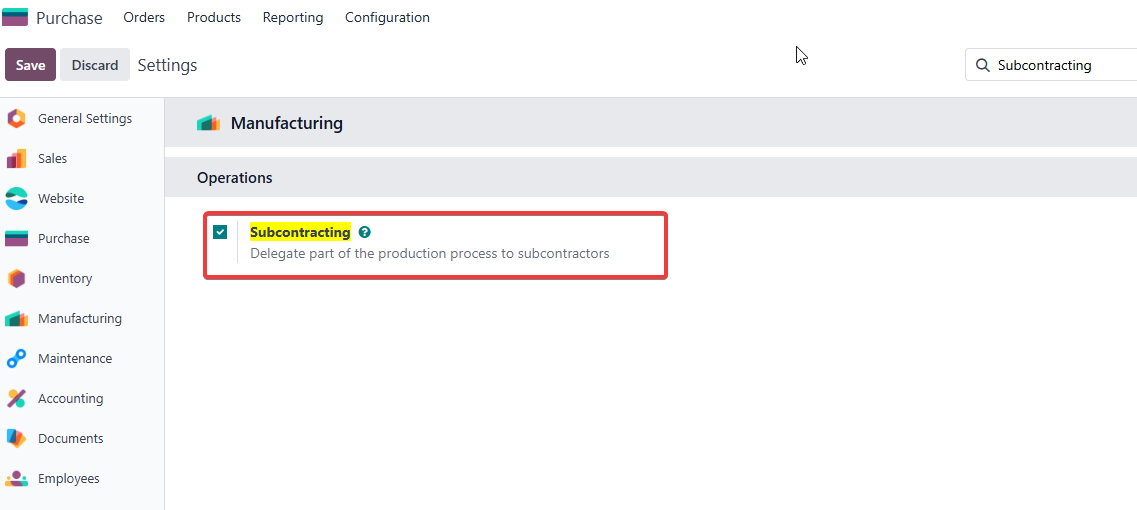 Purchase Orders Products Reporting Configuration
Save Discard Settings Subcontracting
General Settings
Sales
Website
Purchase
Inventory
Manufacturing
Maintenance
Accounting
Documents
Employees
Manufacturing
Operations
Subcontracting ?
Delegate part of the production process to subcontractors